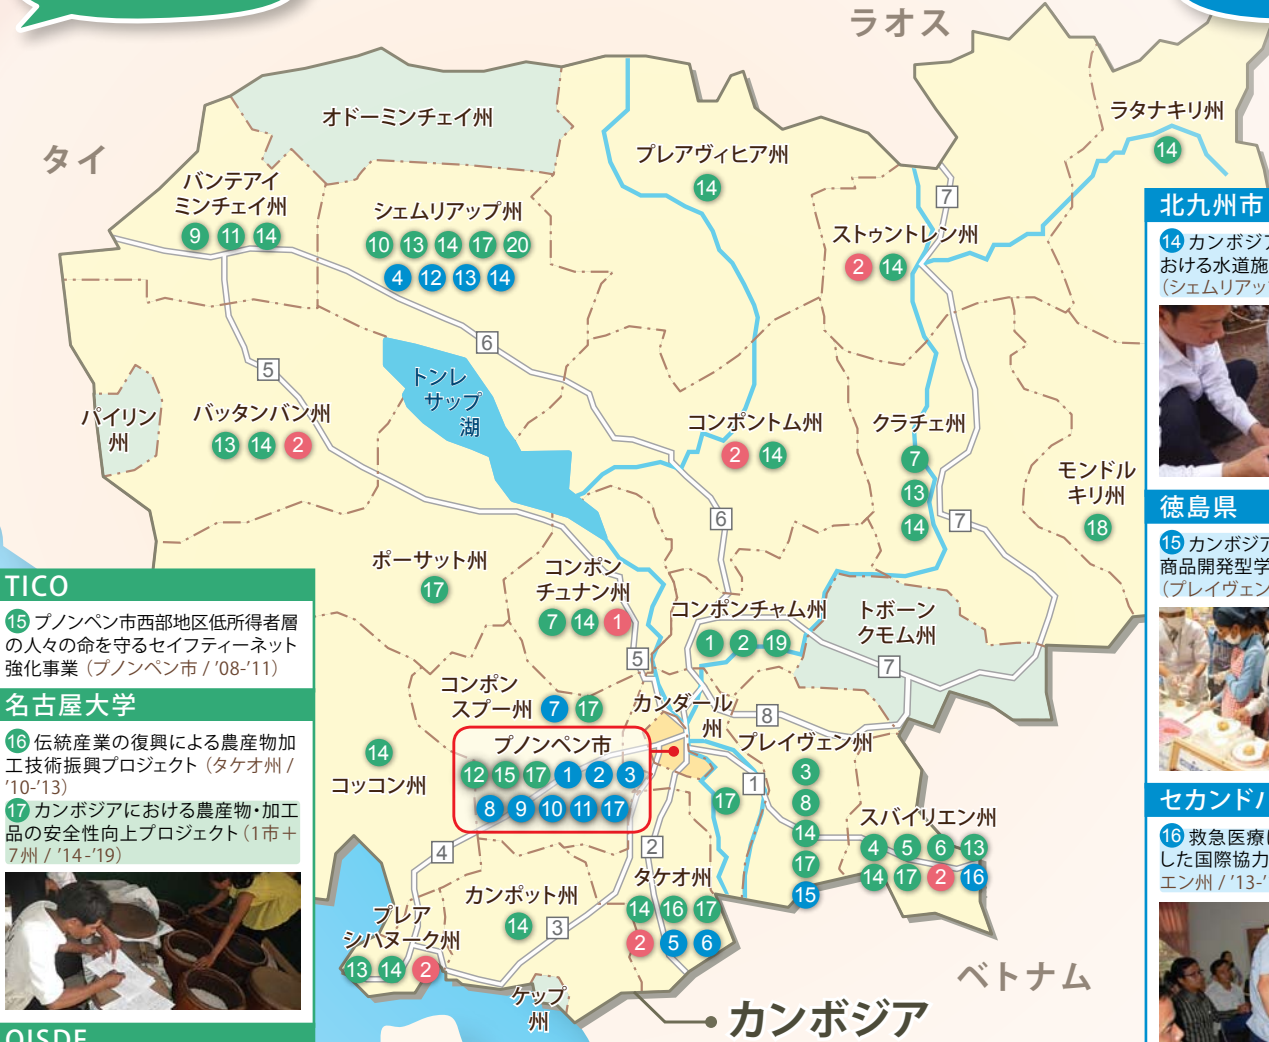 ラオス
タイ
オドーミンチェイ州
ラタナキリ州
14
プレアヴィヒア州
14
バンテアイ
ミンチェイ州
9 11 14
シェムリアップ州
10 13 14 17 20
4 12 13 14
ストゥントレン州
2 14
7
6
5
トンレ
サップ
湖
パイリン
州
バッタンバン州
13 14 2
コンポントム州
2 14
クラチェ州
7
13
14
モンドル
キリ州
18
6
7
ポーサット州
17
コンポン
チュナン州
7 14 1
コンポンチャム州
1 2 19
トボーン
クモム州
5
7
コンポン
スプー州 7 17
カンダール
州
8
プノンペン市
12 15 17 1 2 3
8 9 10 11 17
14
コッコン州
プレイヴェン州
3
8
14
17
15
1
17
スバイリエン州
4 5 6 13
14 17 2 16
4
2
タケオ州
14 16 17
2 5 6
カンポット州
14
3
プレア
シハヌーク州
13 14 2
ケップ
州
ベトナム
カンボジア
TICO
15 プノンペン市西部地区低所得者層
の人々の命を守るセイフティーネット
強化事業（プノンペン市 / '08-'11）
名古屋大学
16 伝統産業の復興による農産物加
工技術振興プロジェクト（タケオ州 /
'10-'13）
17 カンボジアにおける農産物・加工
品の安全性向上プロジェクト（1市＋
7州 / '14-'19）
OISDE
北九州市
14 カンボジア
おける水道施
（シェムリアッ
徳島県
15 カンボジア
商品開発型学
（プレイヴェン
セカンドハ
16 救急医療
した国際協力
エン州 / '13-'